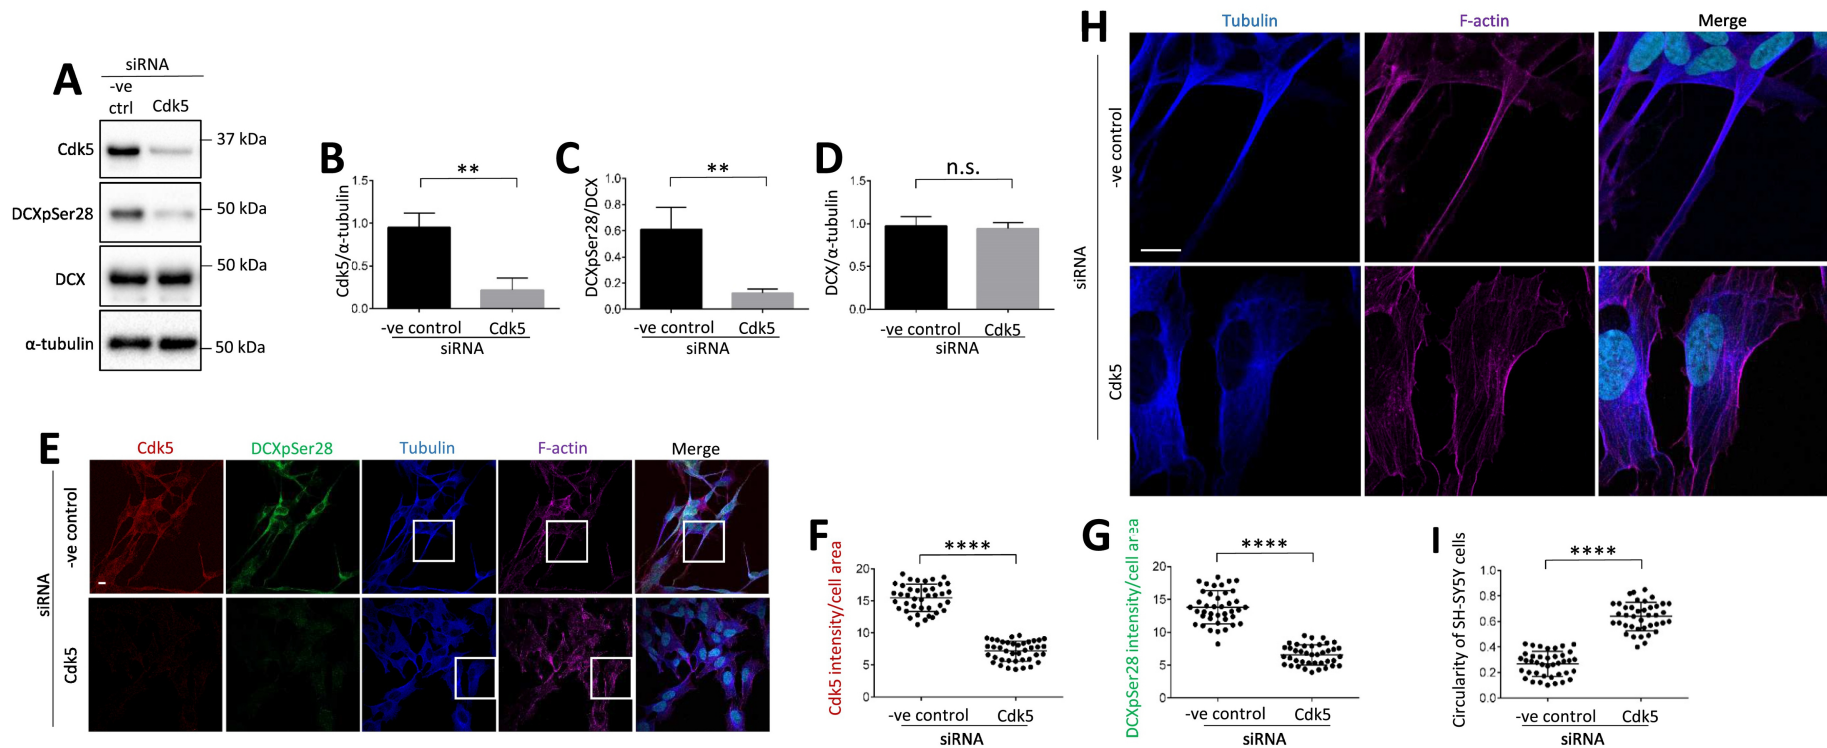 A
siRNA
-ve
ctrl
Cdk5
Cdk5
37 kDa
DCXpSer28
50 kDa
DCX
50 kDa
α-tubulin
50 kDa
B
**
Cdk5/α-tubulin
1.5
1.0
0.5
0.0
-ve control
Cdk5
siRNA
C
**
DCXpSer28/DCX
1.0
0.8
0.6
0.4
0.2
0.0
-ve control
Cdk5
siRNA
D
n.s.
DCX/α-tubulin
1.5
1.0
0.5
0.0
-ve control
Cdk5
siRNA
E
Cdk5
DCXpSer28
Tubulin
F-actin
Merge
siRNA
-ve control
Cdk5
F
****
Cdk5 intensity/cell area
20
15
10
5
0
-ve control
Cdk5
siRNA
G
****
DCXpSer28 intensity/cell area
20
15
10
5
0
-ve control
Cdk5
siRNA
H
Tubulin
F-actin
Merge
siRNA
-ve control
Cdk5
I
****
Circularity of SH-SY5Y cells
1.0
0.8
0.6
0.4
0.2
0.0
-ve control
Cdk5
siRNA